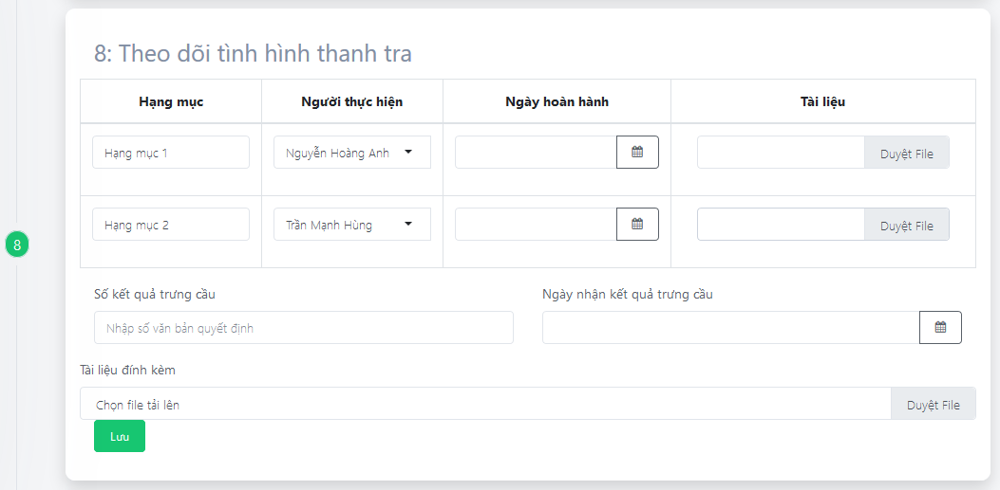 8: Theo dõi tình hình thanh tra
Hạng mục Người thực hiện Ngày hoàn hành Tài liệu
Hạng mục 1 Nguyễn Hoàng Anh Duyệt File
Hạng mục 2 Trần Mạnh Hùng Duyệt File
8
Số kết quả trưng cầu Ngày nhận kết quả trưng cầu
Nhập số văn bản quyết định
Tài liệu đính kèm
Chọn file tải lên Duyệt File
Lưu